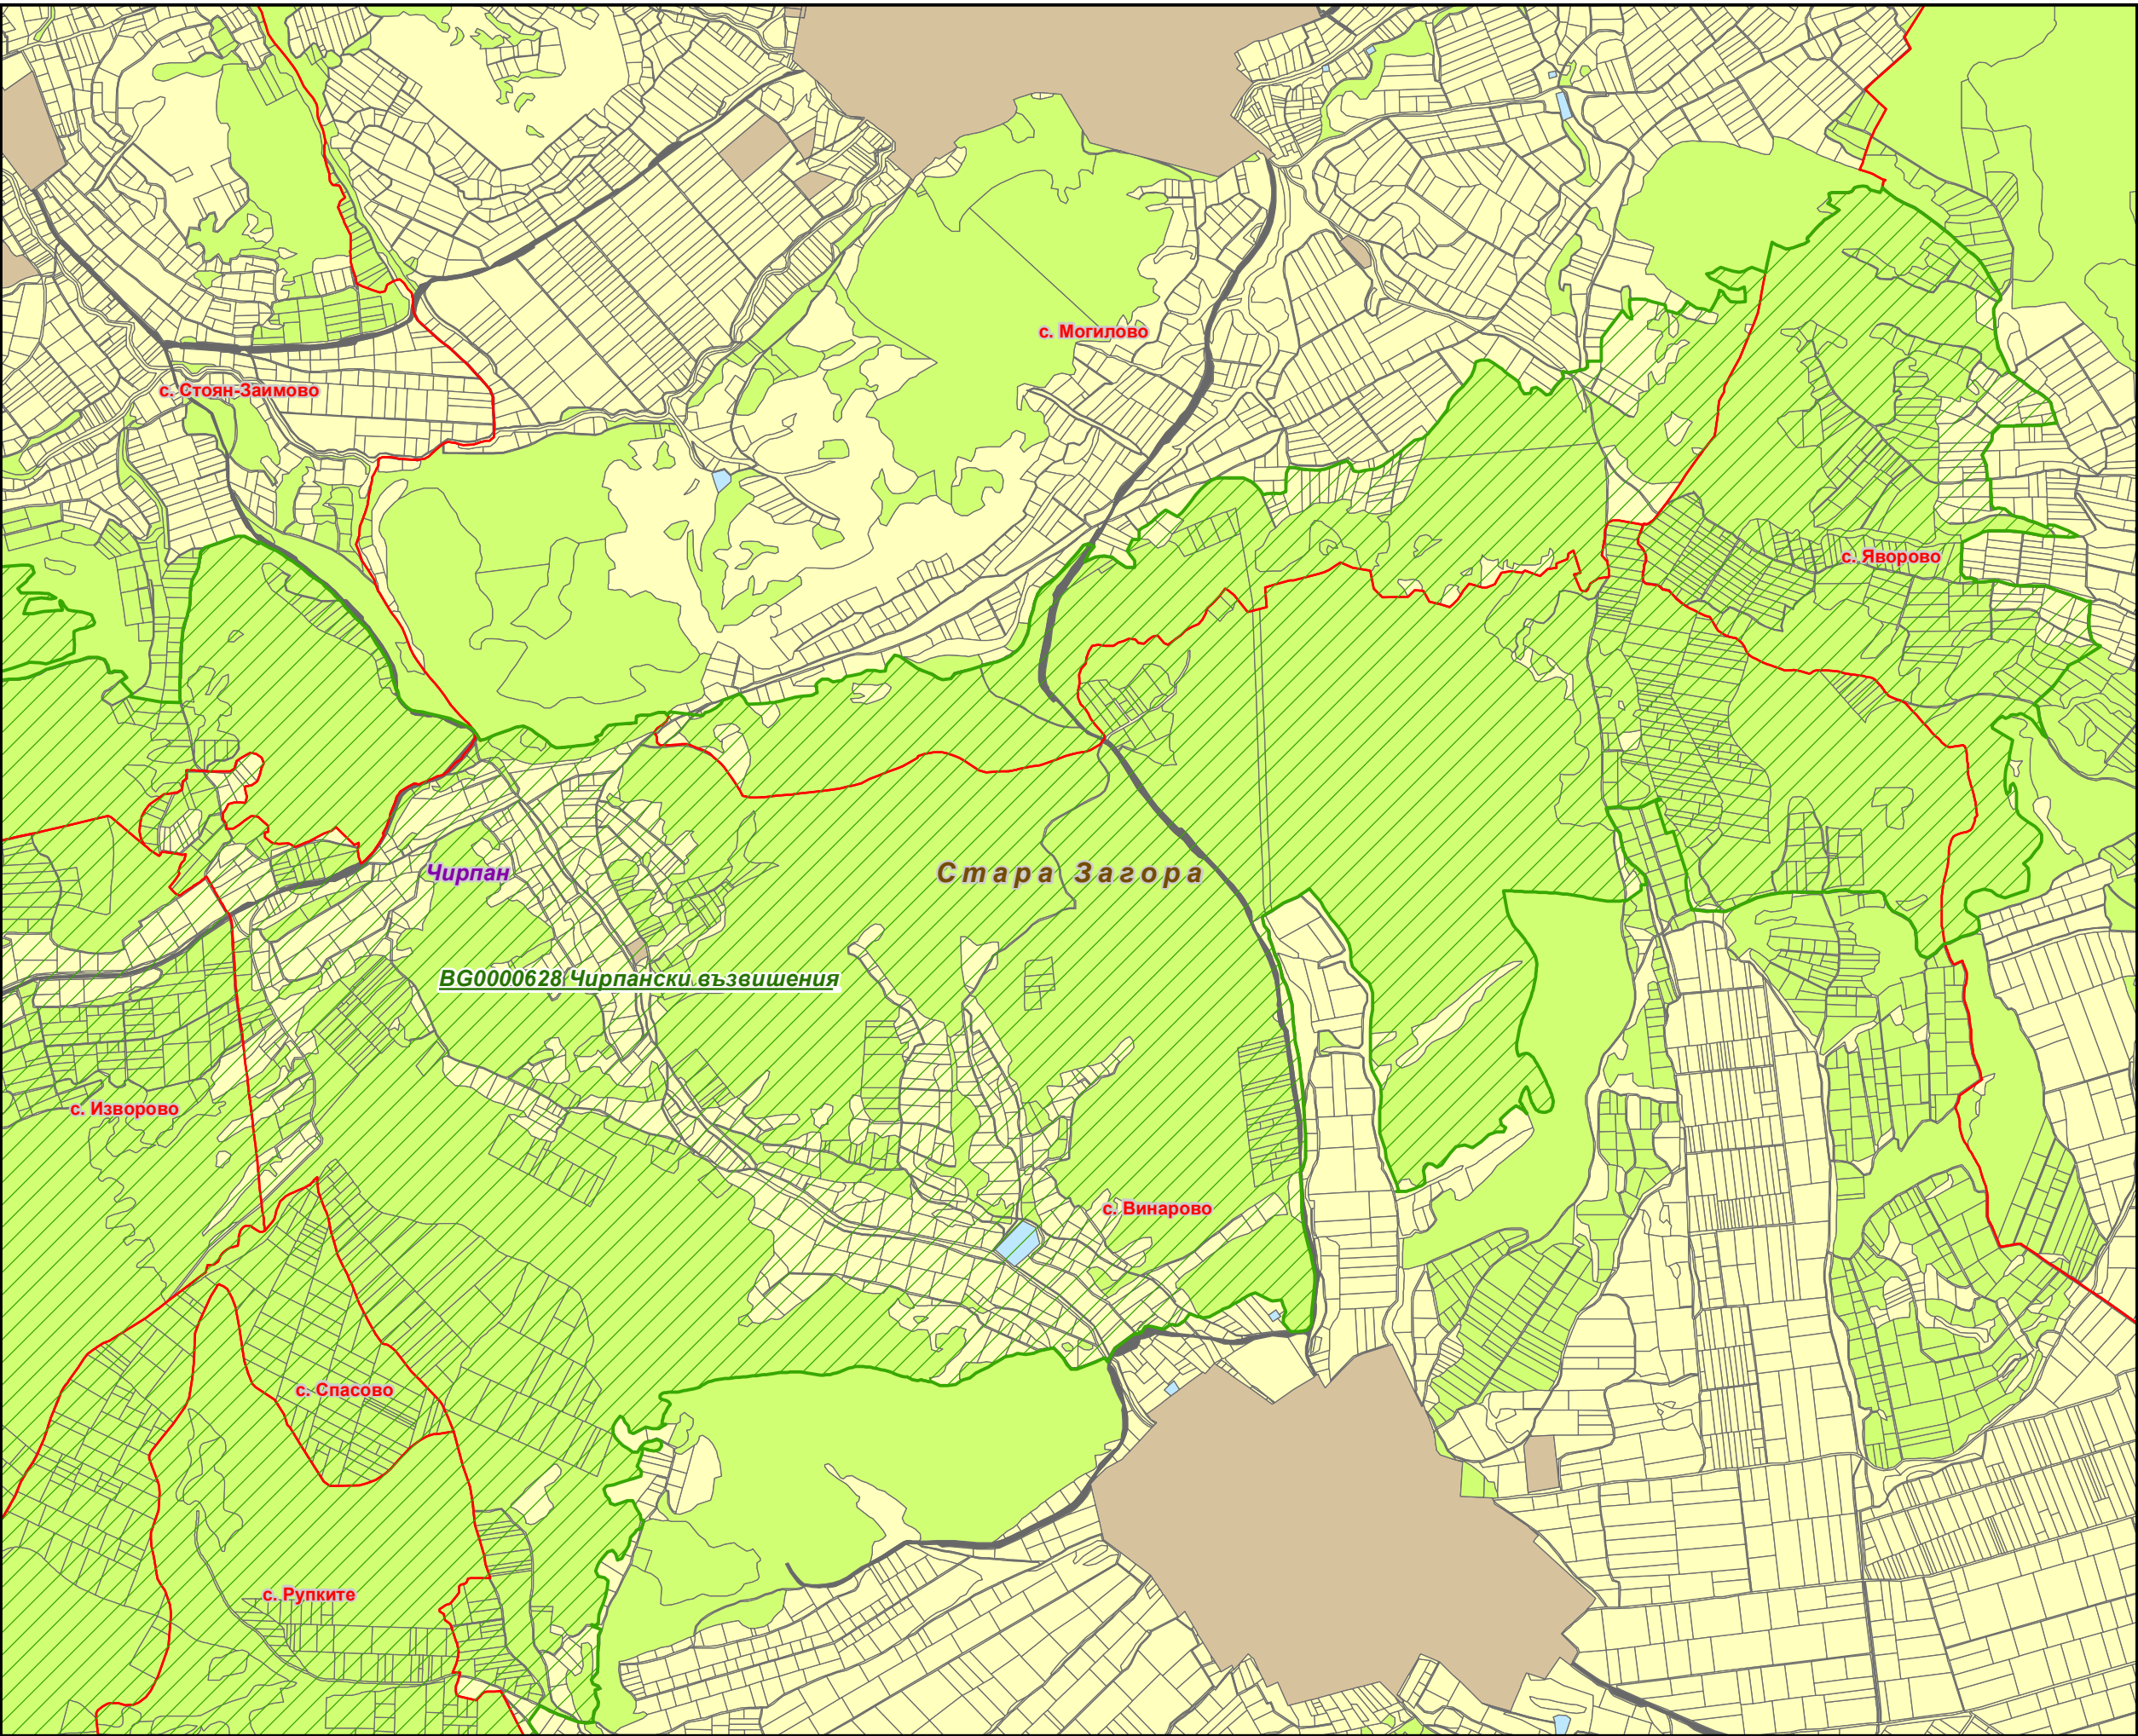 с. Могилово
с. Стоян-Заимово
с. Яворово
Чирпан
Стара Загора
BG0000628 Чирпански възвишения
с. Изворово
с. Винарово
с. Спасово
с. Рупките